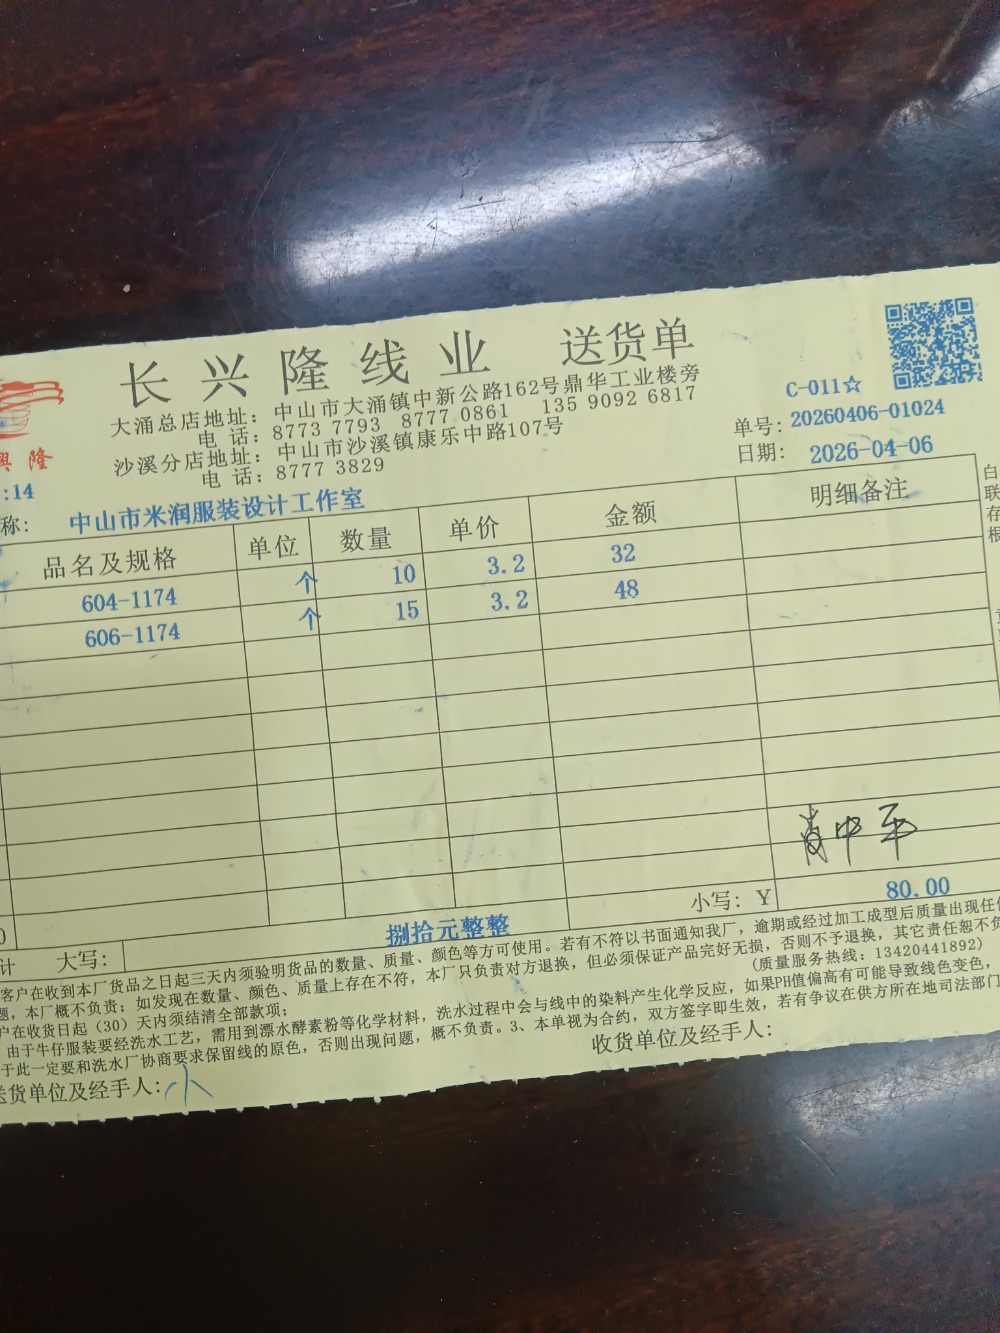 长兴隆线业 送货单
大涌总店地址：中山市大涌镇中新公路162号鼎华工业楼旁
电 话：8773 7793 8777 0861 135 9092 6817
沙溪分店地址：中山市沙溪镇康乐中路107号
电 话：8777 3829
C-011☆
单号：20260406-01024
日期：2026-04-06
興 隆
:14
称： 中山市米润服装设计工作室
品名及规格 单位 数量 单价 金额 明细备注
604-1174 个 10 3.2 32
606-1174 个 15 3.2 48
白
联
存
根
肖中平
计 大写： 捌拾元整整 小写：￥ 80.00
客户在收到本厂货品之日起三天内须验明货品的数量、质量、颜色等方可使用。若有不符以书面通知我厂，逾期或经过加工成型后质量出现任
题，本厂概不负责；如发现在数量、颜色、质量上存在不符，本厂只负责对方退换，但必须保证产品完好无损，否则不予退换，其它责任恕不负
户在收货日起（30）天内须结清全部款项； (质量服务热线：13420441892)
由于牛仔服装要经洗水工艺，需用到漂水酵素粉等化学材料，洗水过程中会与线中的染料产生化学反应，如果PH值偏高有可能导致线色变色，
于此一定要和洗水厂协商要求保留线的原色，否则出现问题，概不负责。3、本单视为合约，双方签字即生效，若有争议在供方所在地司法部门
送货单位及经手人：小 收货单位及经手人：